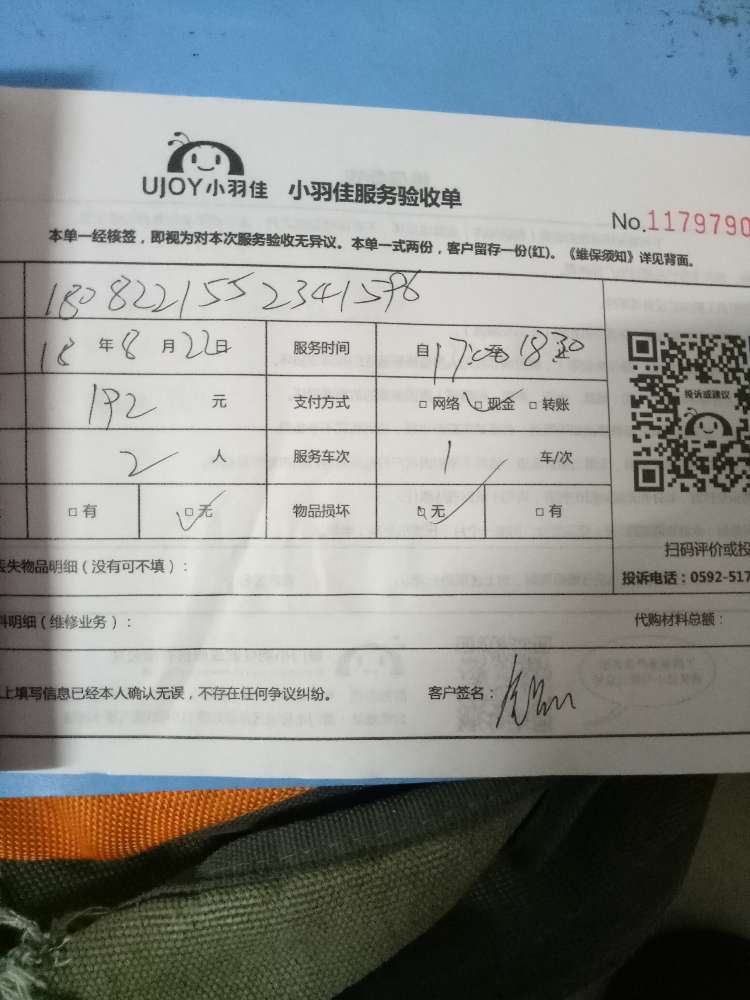 UJOY小羽佳 小羽佳服务验收单
No.1179790
本单一经核签，即视为对本次服务验收无异议。本单一式两份，客户留存一份(红)。《维保须知》详见背面。
1808221552341596
18 年 8 月 22 日 服务时间 自 17:00 至 18:30
192 元 支付方式 □ 网络 □ 现金 □ 转账
投诉或建议
2 人 服务车次 1 车/次
□ 有 □ 无 物品损坏 □ 无 □ 有
扫码评价或投
丢失物品明细（没有可不填）：
投诉电话：0592-517
料明细（维修业务）： 代购材料总额：
上填写信息已经本人确认无误，不存在任何争议纠纷。 客户签名：